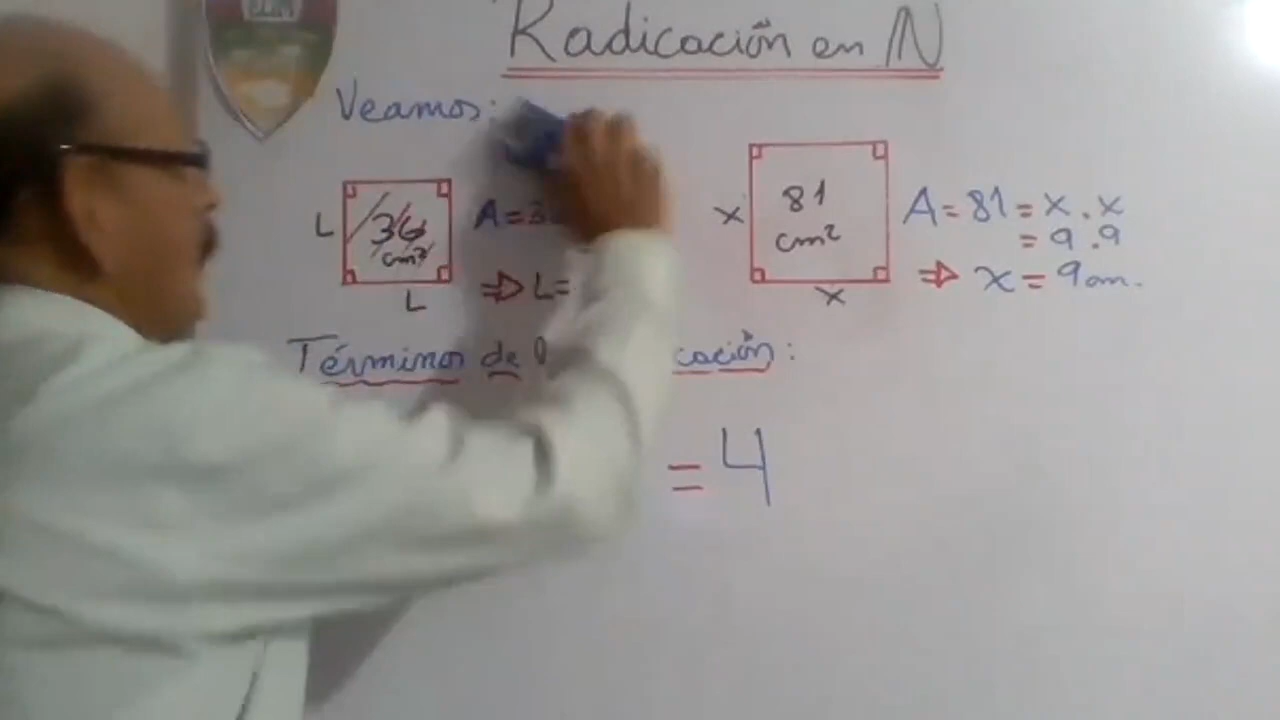 Radicación en ℕ
Veamos:
L
36
cm²
L
A = 3
⇒ L =
x
81
cm²
x
A = 81 = x . x
= 9 . 9
⇒ x = 9 cm.
Términos de
cación:
= 4